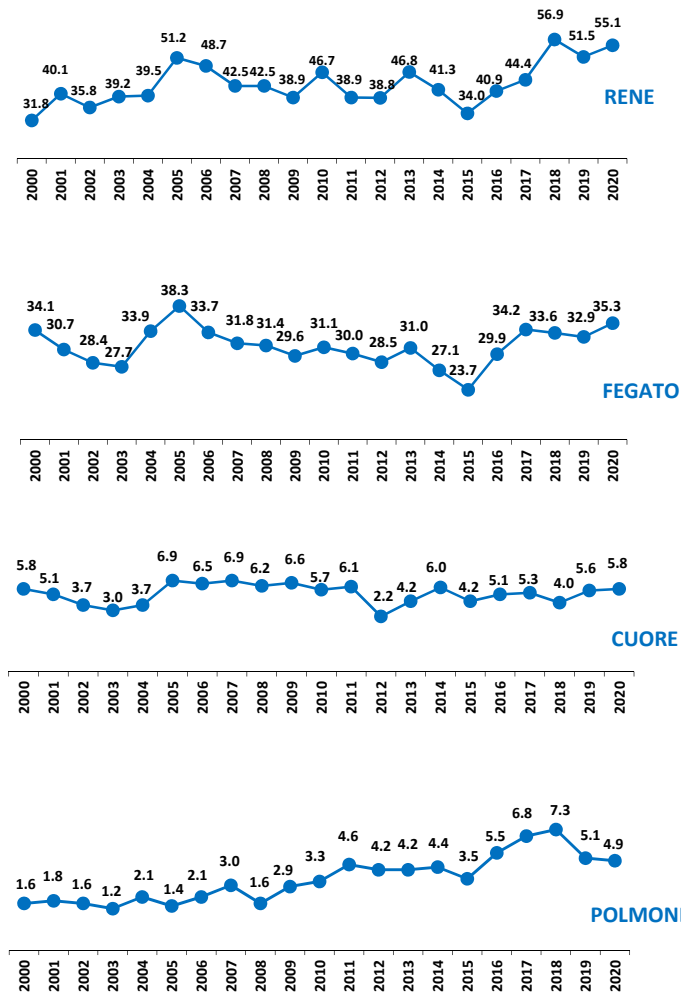 31.8 40.1 35.8 39.2 39.5 51.2 48.7 42.5 42.5 38.9 46.7 38.9 38.8 46.8 41.3 34.0 40.9 44.4 56.9 51.5 55.1
RENE
2000 2001 2002 2003 2004 2005 2006 2007 2008 2009 2010 2011 2012 2013 2014 2015 2016 2017 2018 2019 2020
34.1 30.7 28.4 27.7 33.9 38.3 33.7 31.8 31.4 29.6 31.1 30.0 28.5 31.0 27.1 23.7 29.9 34.2 33.6 32.9 35.3
FEGATO
2000 2001 2002 2003 2004 2005 2006 2007 2008 2009 2010 2011 2012 2013 2014 2015 2016 2017 2018 2019 2020
5.8 5.1 3.7 3.0 3.7 6.9 6.5 6.9 6.2 6.6 5.7 6.1 2.2 4.2 6.0 4.2 5.1 5.3 4.0 5.6 5.8
CUORE
2000 2001 2002 2003 2004 2005 2006 2007 2008 2009 2010 2011 2012 2013 2014 2015 2016 2017 2018 2019 2020
1.6 1.8 1.6 1.2 2.1 1.4 2.1 3.0 1.6 2.9 3.3 4.6 4.2 4.2 4.4 3.5 5.5 6.8 7.3 5.1 4.9
POLMONI
2000 2001 2002 2003 2004 2005 2006 2007 2008 2009 2010 2011 2012 2013 2014 2015 2016 2017 2018 2019 2020